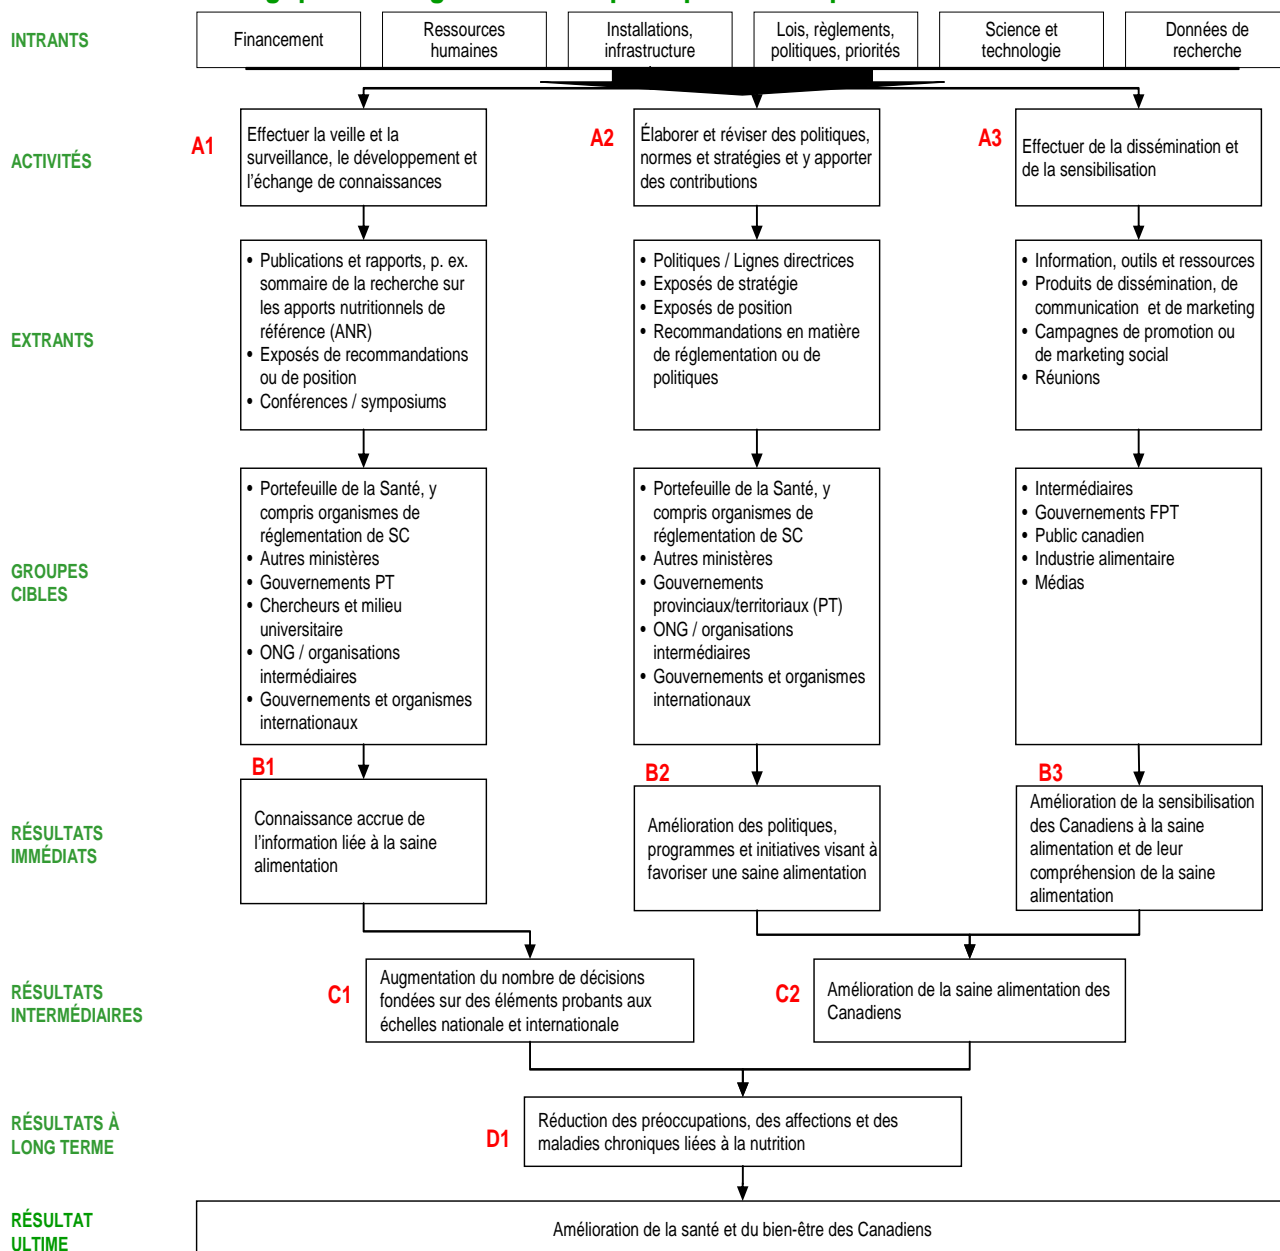 INTRANTS
Financement
Ressources
humaines
Installations,
infrastructure
Lois, règlements,
politiques, priorités
Science et
technologie
Données de
recherche
ACTIVITÉS
A1
Effectuer la veille et la
surveillance, le développement et
l'échange de connaissances
A2
Élaborer et réviser des politiques,
normes et stratégies et y apporter
des contributions
A3
Effectuer de la dissémination et
de la sensibilisation
EXTRANTS
• Publications et rapports, p. ex.
sommaire de la recherche sur
les apports nutritionnels de
référence (ANR)
• Exposés de recommandations
ou de position
• Conférences / symposiums
• Politiques / Lignes directrices
• Exposés de stratégie
• Exposés de position
• Recommandations en matière
de réglementation ou de
politiques
• Information, outils et ressources
• Produits de dissémination, de
communication et de marketing
• Campagnes de promotion ou
de marketing social
• Réunions
GROUPES
CIBLES
• Portefeuille de la Santé, y
compris organismes de
réglementation de SC
• Autres ministères
• Gouvernements PT
• Chercheurs et milieu
universitaire
• ONG / organisations
intermédiaires
• Gouvernements et organismes
internationaux
• Portefeuille de la Santé, y
compris organismes de
réglementation de SC
• Autres ministères
• Gouvernements
provinciaux/territoriaux (PT)
• ONG / organisations
intermédiaires
• Gouvernements et organismes
internationaux
• Intermédiaires
• Gouvernements FPT
• Public canadien
• Industrie alimentaire
• Médias
RÉSULTATS
IMMÉDIATS
B1
Connaissance accrue de
l'information liée à la saine
alimentation
B2
Amélioration des politiques,
programmes et initiatives visant à
favoriser une saine alimentation
B3
Amélioration de la sensibilisation
des Canadiens à la saine
alimentation et de leur
compréhension de la saine
alimentation
RÉSULTATS
INTERMÉDIAIRES
C1
Augmentation du nombre de décisions
fondées sur des éléments probants aux
échelles nationale et internationale
C2
Amélioration de la saine alimentation des
Canadiens
RÉSULTATS À
LONG TERME
D1
Réduction des préoccupations, des affections et des
maladies chroniques liées à la nutrition
RÉSULTAT
ULTIME
Amélioration de la santé et du bien-être des Canadiens